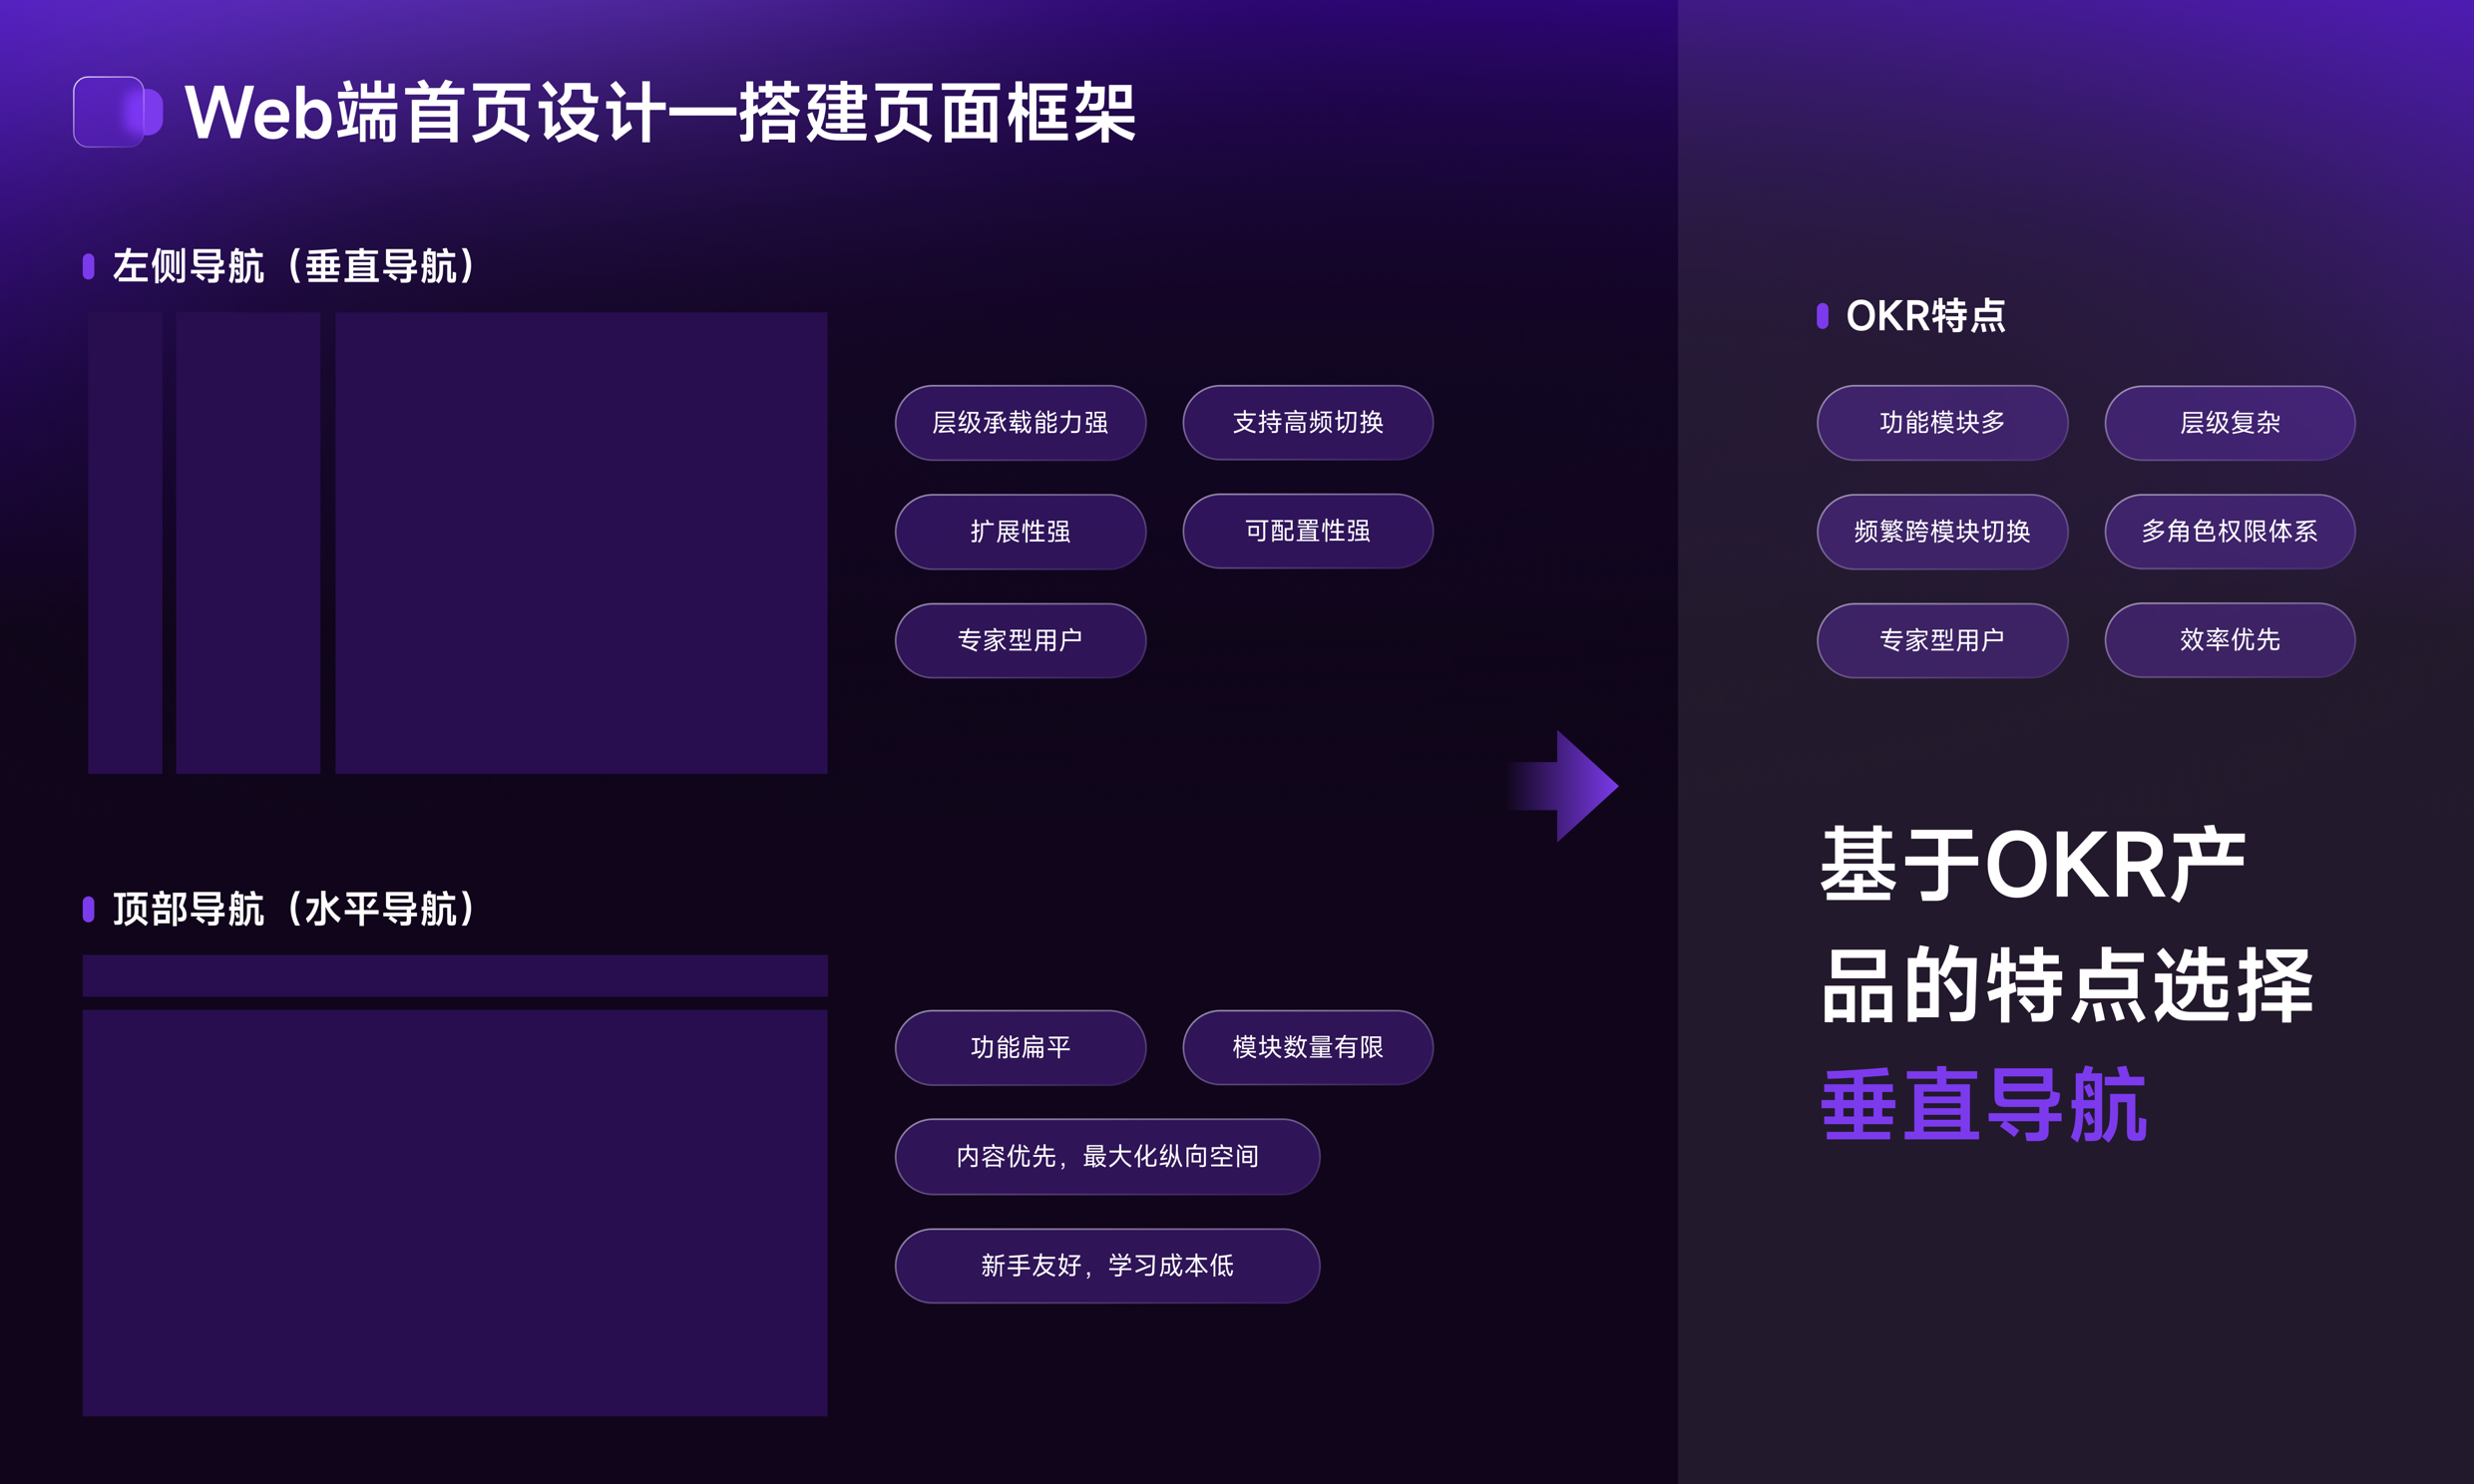 Web端首页设计—搭建页面框架
左侧导航（垂直导航）
层级承载能力强
支持高频切换
扩展性强
可配置性强
专家型用户
顶部导航（水平导航）
功能扁平
模块数量有限
内容优先，最大化纵向空间
新手友好，学习成本低
OKR特点
功能模块多
层级复杂
频繁跨模块切换
多角色权限体系
专家型用户
效率优先
基于OKR产
品的特点选择
垂直导航